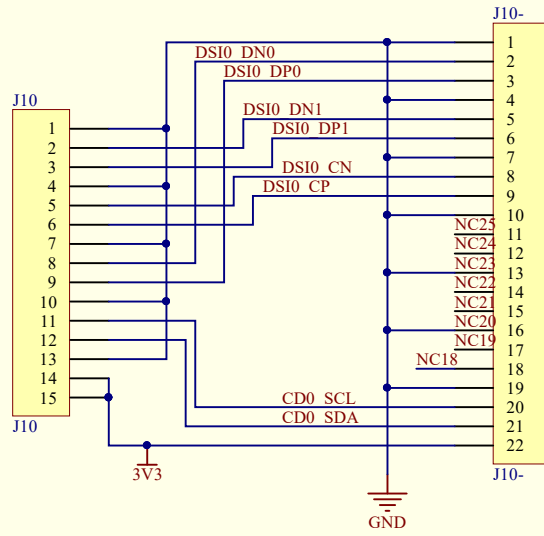 J10-
1
DSI0_DN0
2
DSI0_DP0
3
J10
4
1
DSI0_DN1
5
2
DSI0_DP1
6
3
7
4
DSI0_CN
8
5
DSI0_CP
9
6
10
7
NC25
11
8
NC24
12
9
NC23
13
10
NC22
14
11
NC21
15
12
NC20
16
13
NC19
17
14
NC18
18
15
19
CD0_SCL
20
J10
CD0_SDA
21
22
3V3
J10-
GND